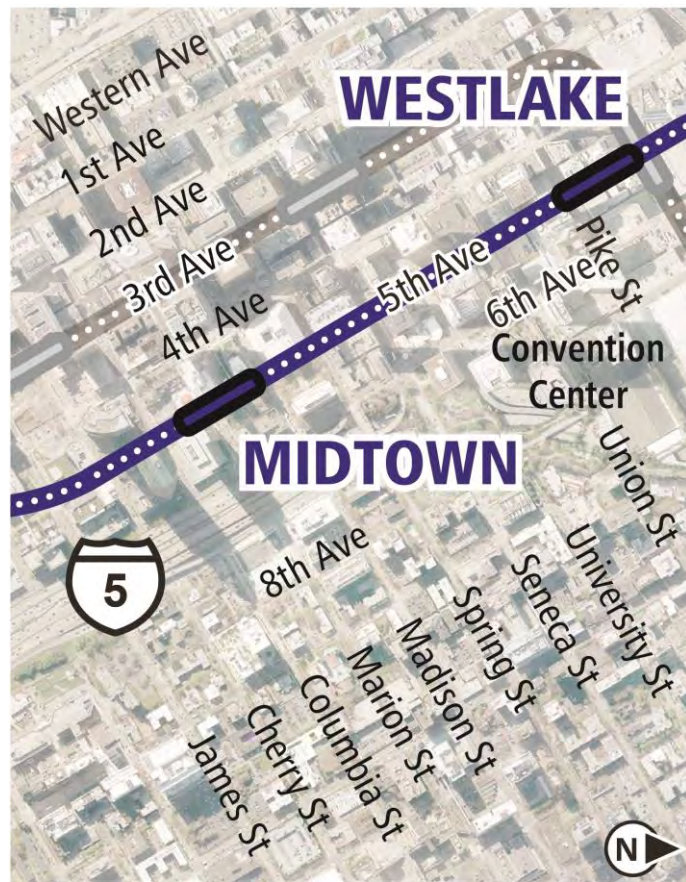 WESTLAKE
Western Ave
1st Ave
2nd Ave
3rd Ave
4th Ave
5th Ave
6th Ave
Pike St
Convention
Center
MIDTOWN
Union St
University St
Seneca St
Spring St
Madison St
Marion St
Columbia St
Cherry St
James St
8th Ave
5
N